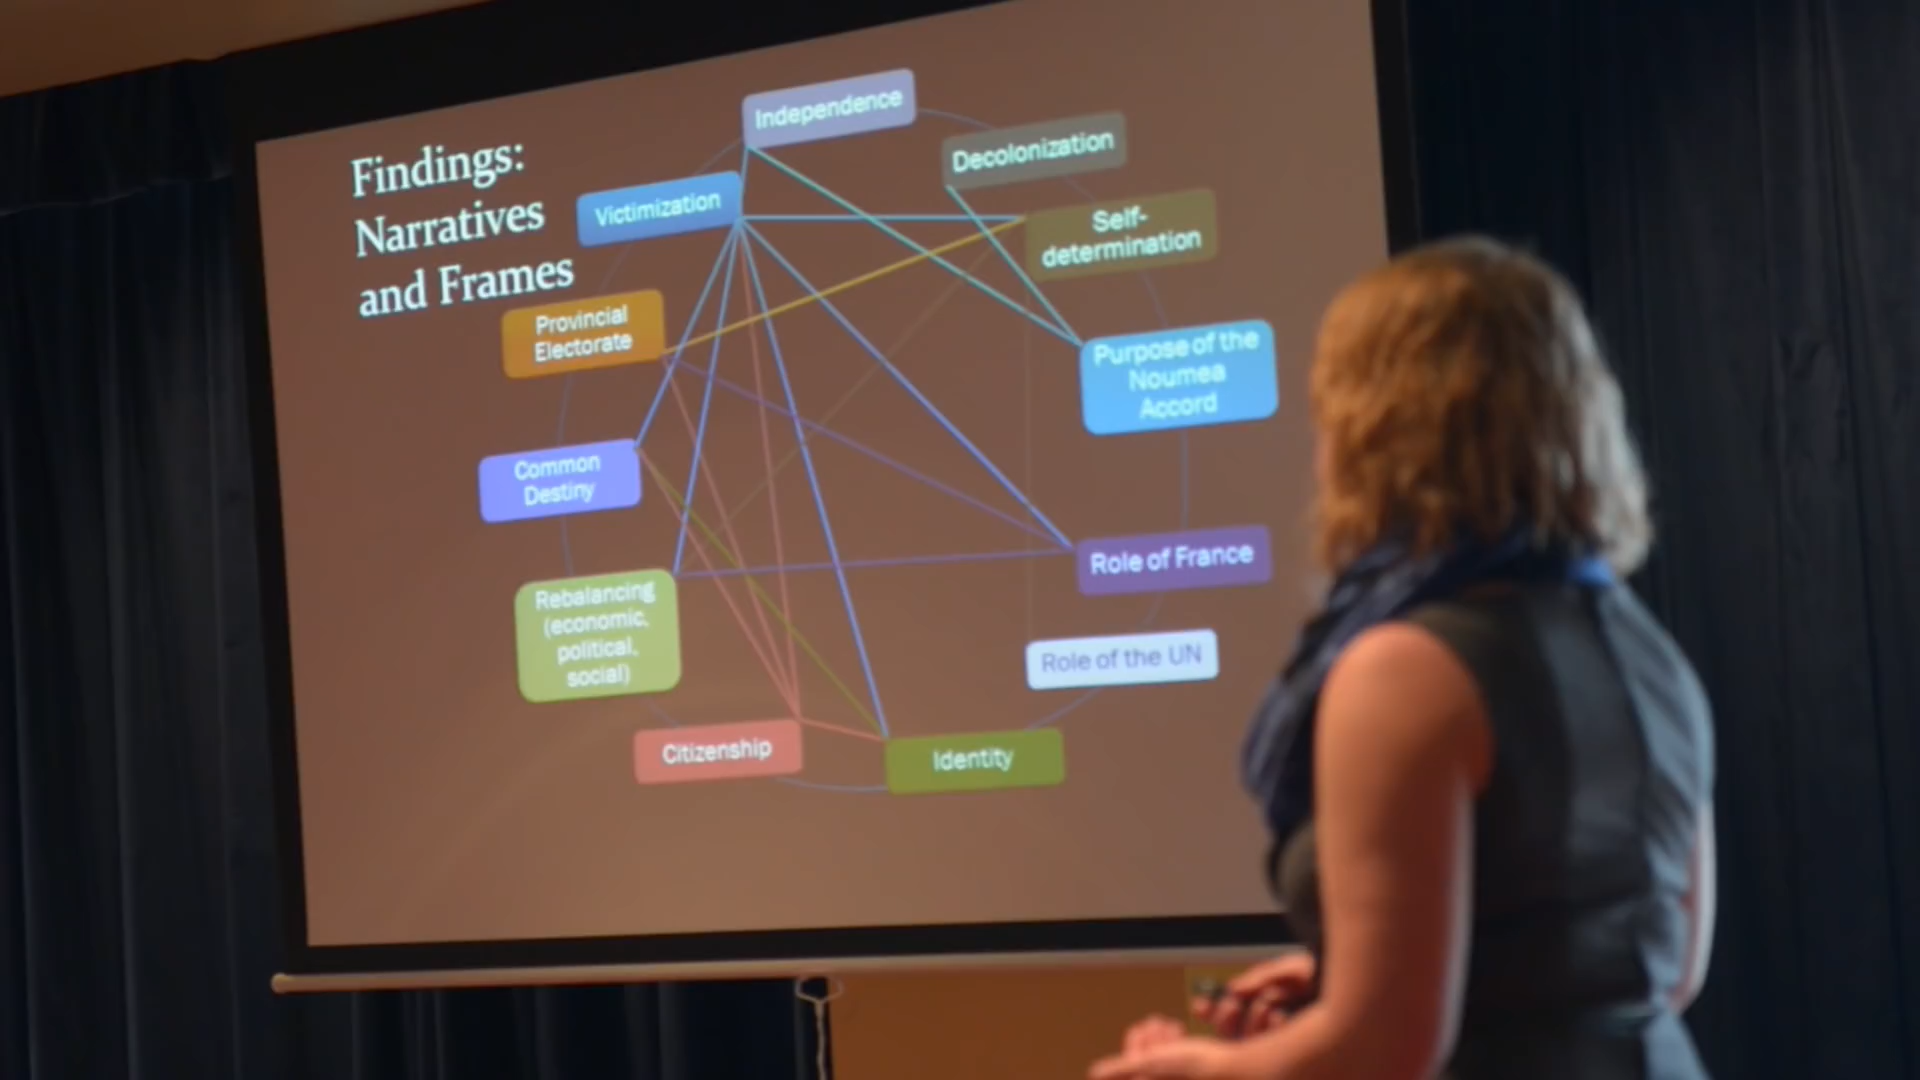 Findings:
Narratives
and Frames
Independence
Decolonization
Victimization
Self-
determination
Provincial
Electorate
Purpose of the
Noumea
Accord
Common
Destiny
Role of France
Rebalancing
(economic,
political,
social)
Role of the UN
Citizenship
Identity